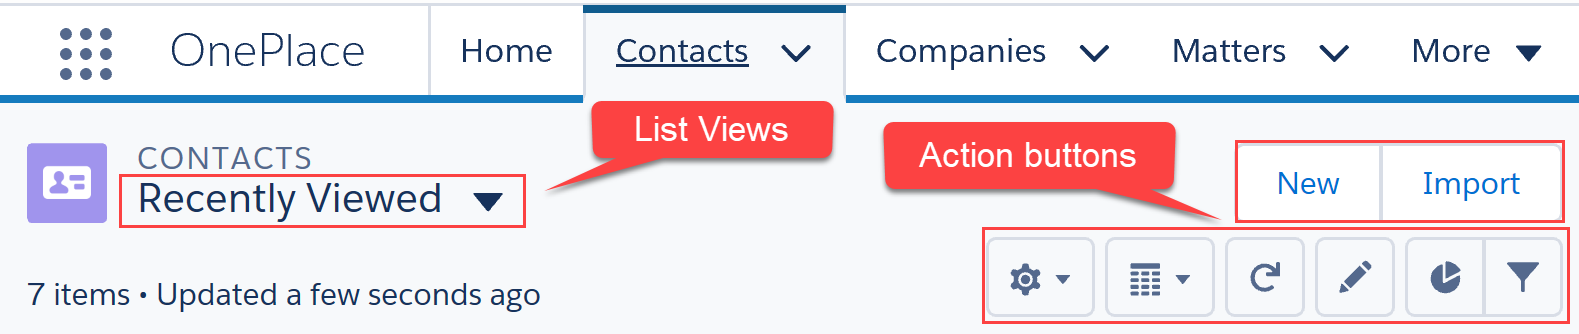 OnePlace Home Contacts Companies Matters More
List Views
Action buttons
CONTACTS
Recently Viewed
New Import
7 items • Updated a few seconds ago